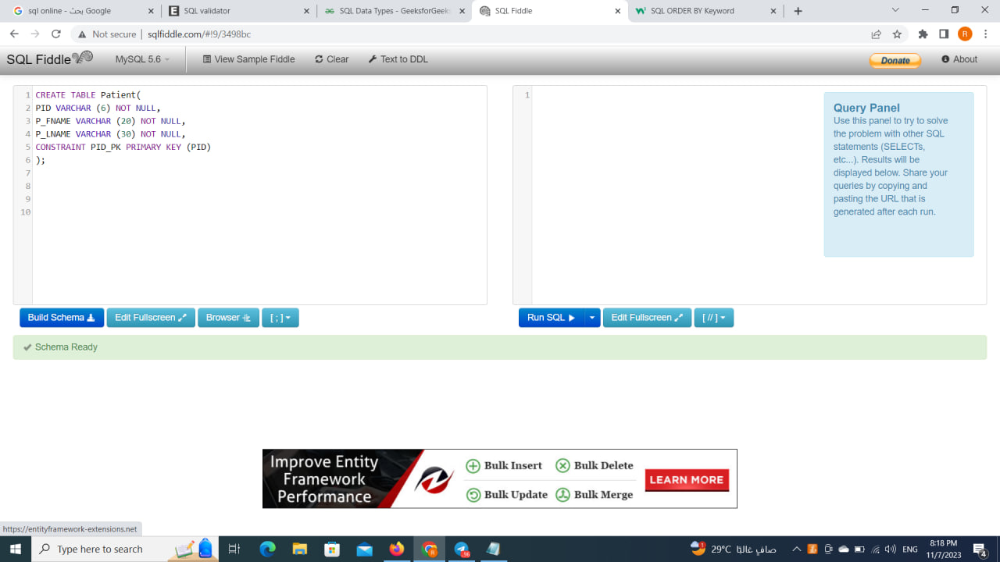 sql online - بحث Google
SQL validator
SQL Data Types - GeeksforGeeks
SQL Fiddle
SQL ORDER BY Keyword
Not secure | sqlfiddle.com/#!9/3498bc
R
SQL Fiddle
MySQL 5.6
View Sample Fiddle
Clear
Text to DDL
Donate
About
1 CREATE TABLE Patient(
2 PID VARCHAR (6) NOT NULL,
3 P_FNAME VARCHAR (20) NOT NULL,
4 P_LNAME VARCHAR (30) NOT NULL,
5 CONSTRAINT PID_PK PRIMARY KEY (PID)
6 );
7
8
9
10
1
Query Panel
Use this panel to try to solve
the problem with other SQL
statements (SELECTs,
etc...). Results will be
displayed below. Share your
queries by copying and
pasting the URL that is
generated after each run.
Build Schema
Edit Fullscreen
Browser
[ ; ]
Run SQL
Edit Fullscreen
[ // ]
Schema Ready
Improve Entity
Framework
Performance
Bulk Insert
Bulk Delete
Bulk Update
Bulk Merge
LEARN MORE
https://entityframework-extensions.net
Type here to search
29°C صافٍ غالبًا
ENG
8:18 PM
11/7/2023
4